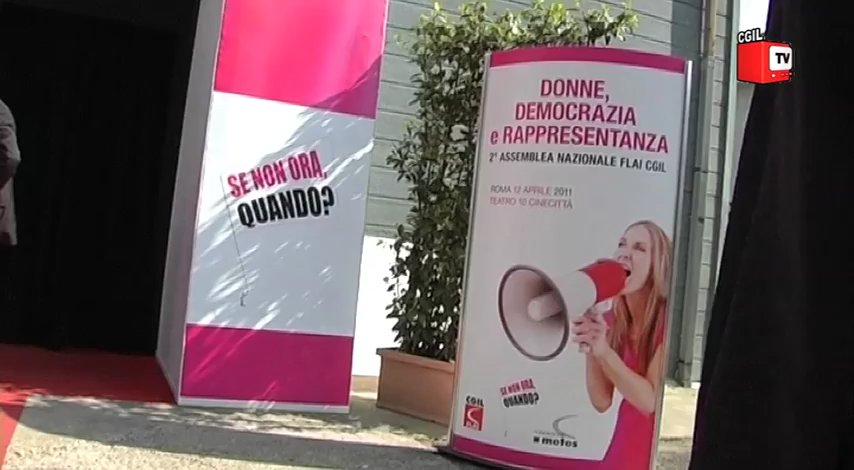 CGIL
TV
SE NON ORA,
QUANDO?
DONNE,
DEMOCRAZIA
e RAPPRESENTANZA
2ª ASSEMBLEA NAZIONALE FLAI CGIL
ROMA 12 APRILE 2011
TEATRO 10 CINECITTÀ
SE NON ORA,
QUANDO?
CGIL
metes